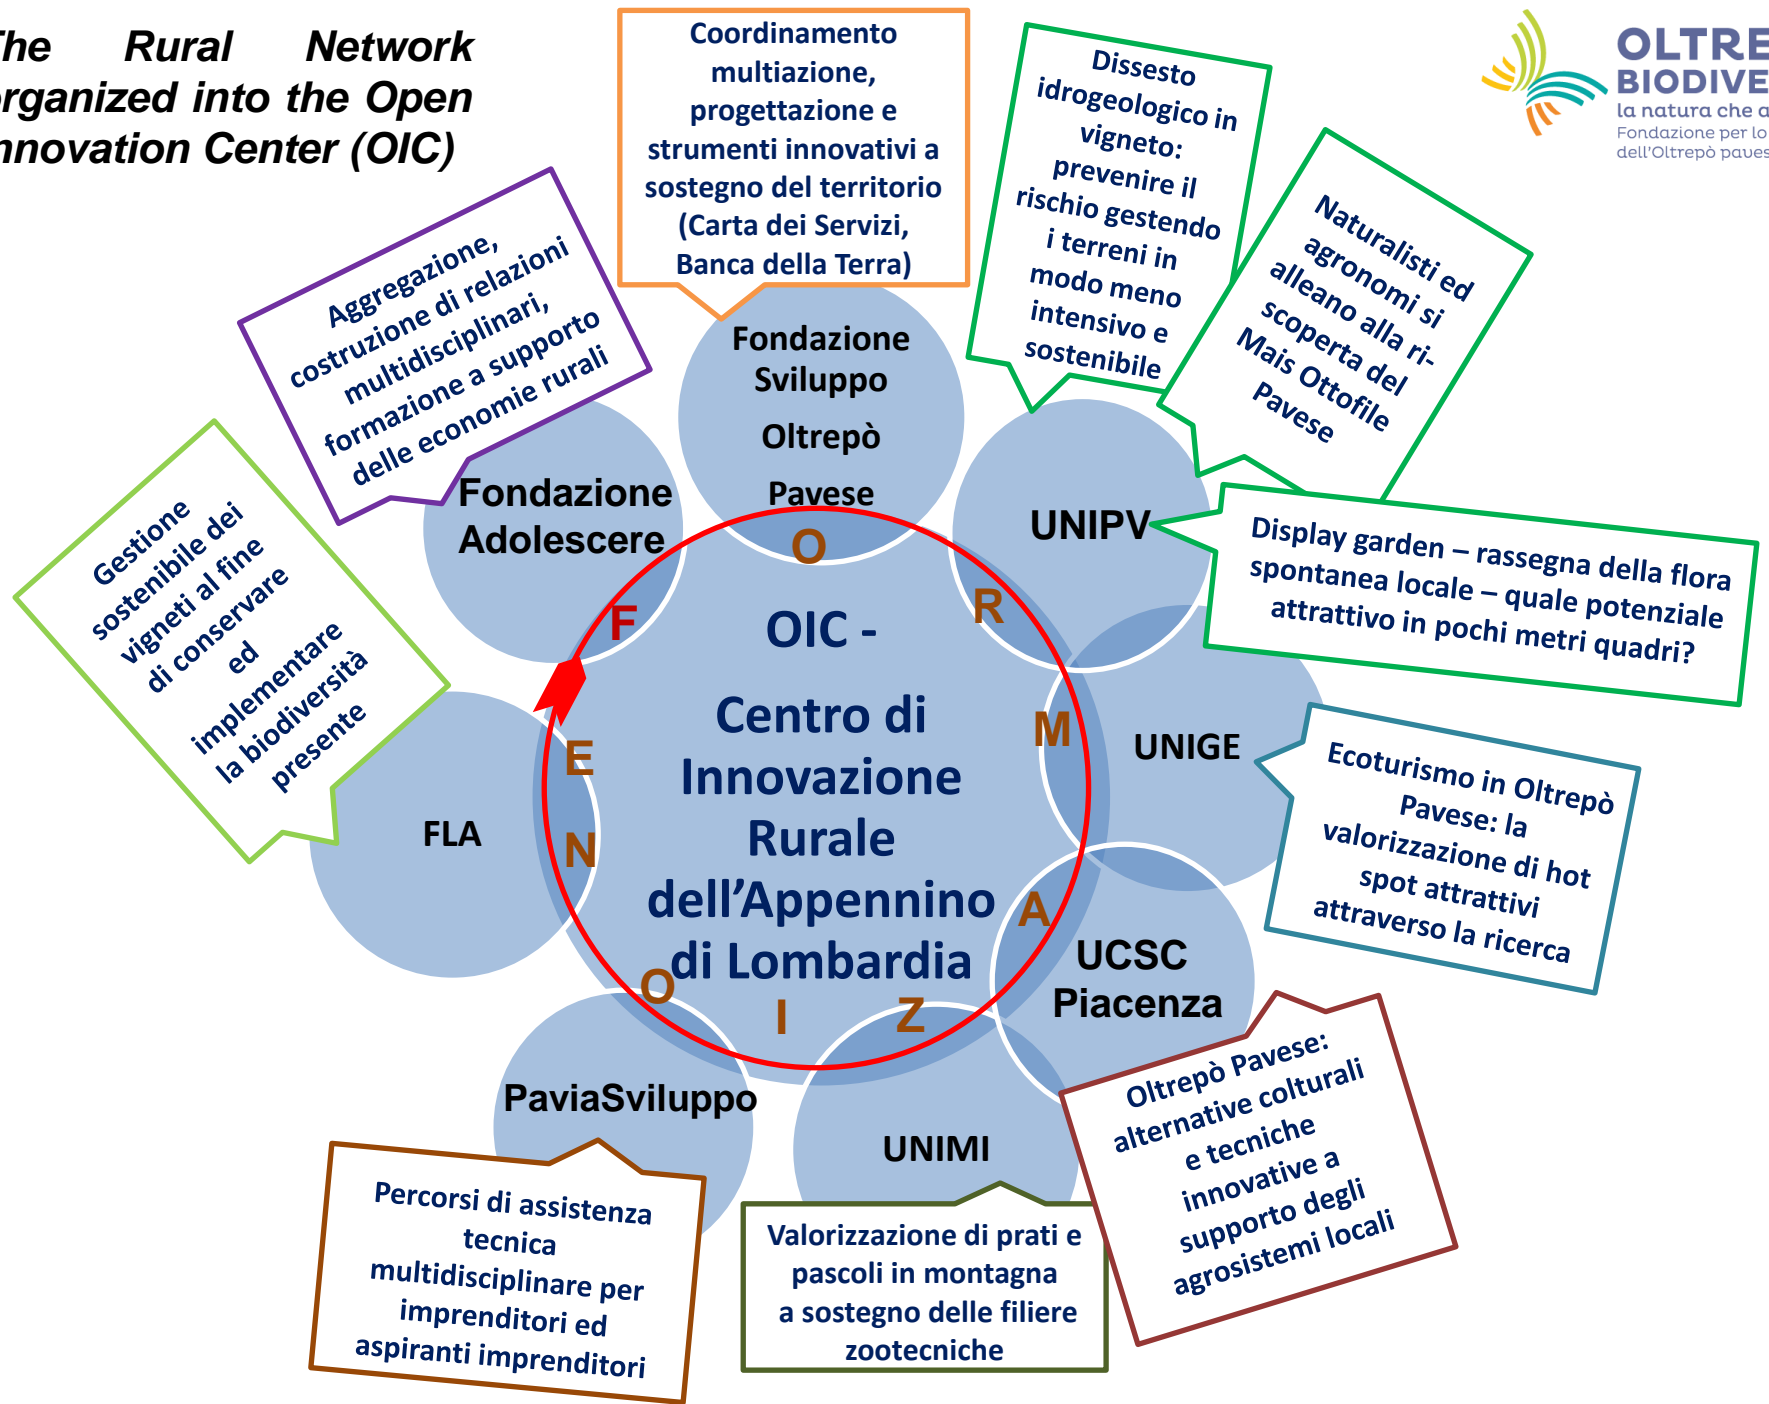 The Rural Network
organized into the Open
Innovation Center (OIC)
OLTRE
BIODIVE
la natura che a
Fondazione per lo
dell'Oltrepò paves
Coordinamento
multiazione,
progettazione e
strumenti innovativi a
sostegno del territorio
(Carta dei Servizi,
Banca della Terra)
Dissesto
idrogeologico in
vigneto:
prevenire il
rischio gestendo
i terreni in
modo meno
intensivo e
sostenibile
Naturalisti ed
agronomi si
alleano alla ri-
scoperta del
Mais Ottofile
Pavese
Aggregazione,
costruzione di relazioni
multidisciplinari,
formazione a supporto
delle economie rurali
Fondazione
Sviluppo
Oltrepò
Pavese
Fondazione
Adolescere
UNIPV
Display garden – rassegna della flora
spontanea locale – quale potenziale
attrattivo in pochi metri quadri?
Gestione
sostenibile dei
vigneti al fine
di conservare
ed
implementare
la biodiversità
presente
F
O
R
M
A
Z
I
O
N
E
OIC -
Centro di
Innovazione
Rurale
dell'Appennino
di Lombardia
UNIGE
Ecoturismo in Oltrepò
Pavese: la
valorizzazione di hot
spot attrattivi
attraverso la ricerca
FLA
UCSC
Piacenza
Oltrepò Pavese:
alternative colturali
e tecniche
innovative a
supporto degli
agrosistemi locali
PaviaSviluppo
UNIMI
Percorsi di assistenza
tecnica
multidisciplinare per
imprenditori ed
aspiranti imprenditori
Valorizzazione di prati e
pascoli in montagna
a sostegno delle filiere
zootecniche